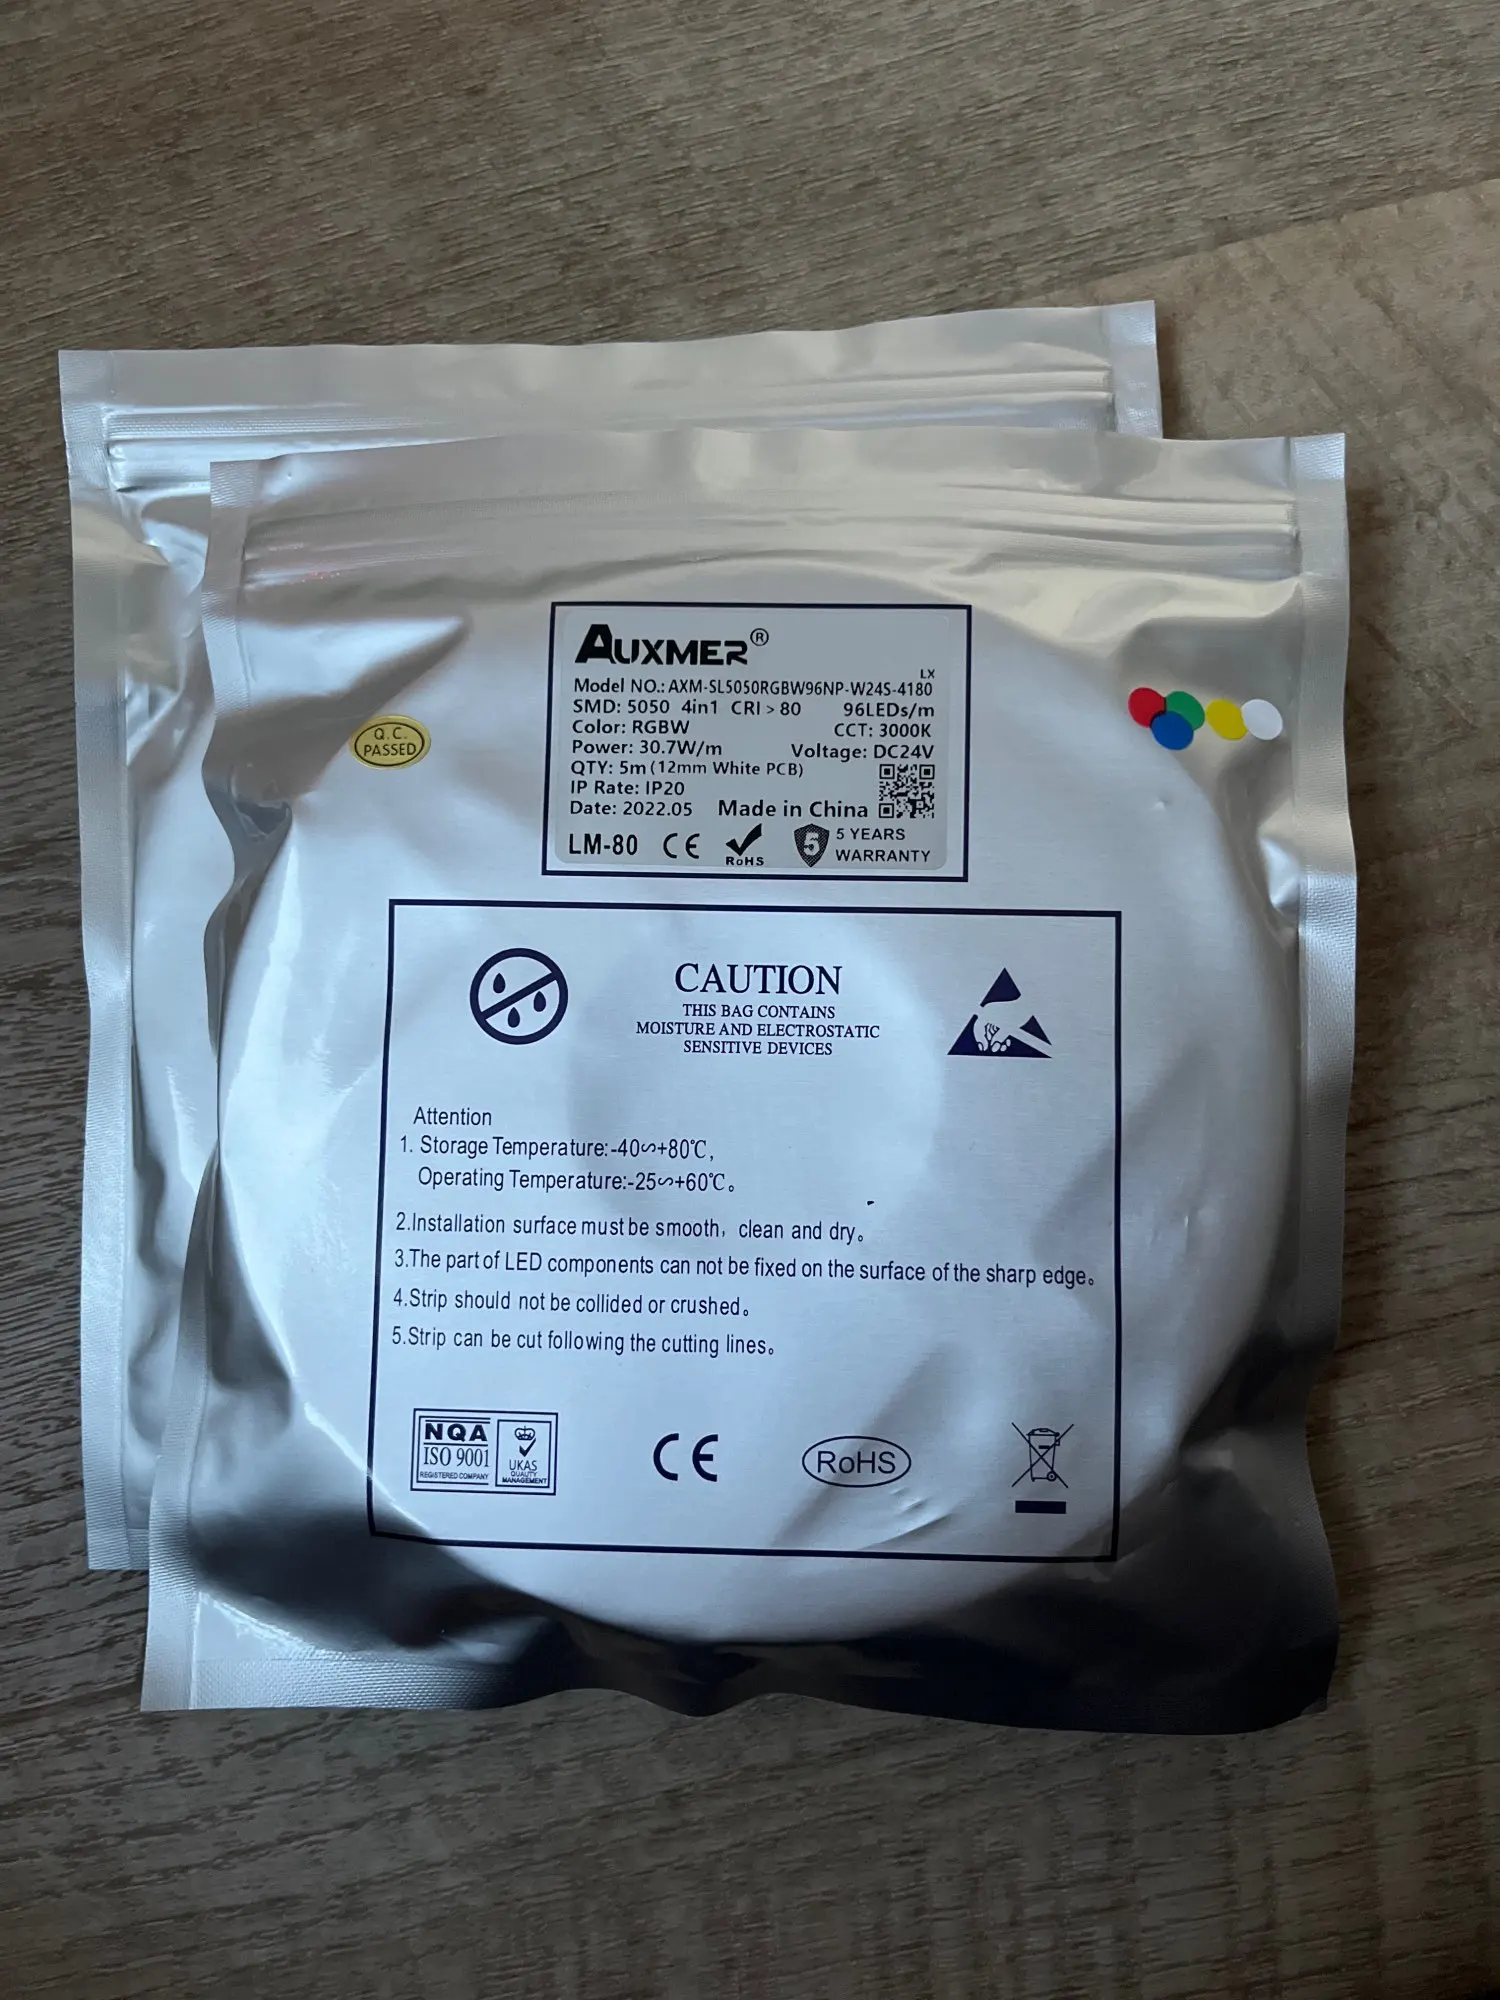 AUXMER®
LX
Model NO.: AXM-SL5050RGBW96NP-W24S-4180
SMD: 5050 4in1 CRI > 80 96LEDs/m
Color: RGBW CCT: 3000K
Power: 30.7W/m Voltage: DC24V
QTY: 5m (12mm White PCB)
IP Rate: IP20
Date: 2022.05 Made in China
LM-80 CE RoHS 5 5 YEARS WARRANTY
Q.C.
PASSED
CAUTION
THIS BAG CONTAINS
MOISTURE AND ELECTROSTATIC
SENSITIVE DEVICES
Attention
1. Storage Temperature:-40∽+80℃,
Operating Temperature:-25∽+60℃。
2.Installation surface must be smooth, clean and dry。
3.The part of LED components can not be fixed on the surface of the sharp edge。
4.Strip should not be collided or crushed。
5.Strip can be cut following the cutting lines。
NQA
ISO 9001
REGISTERED COMPANY
UKAS
QUALITY
MANAGEMENT
CE
RoHS